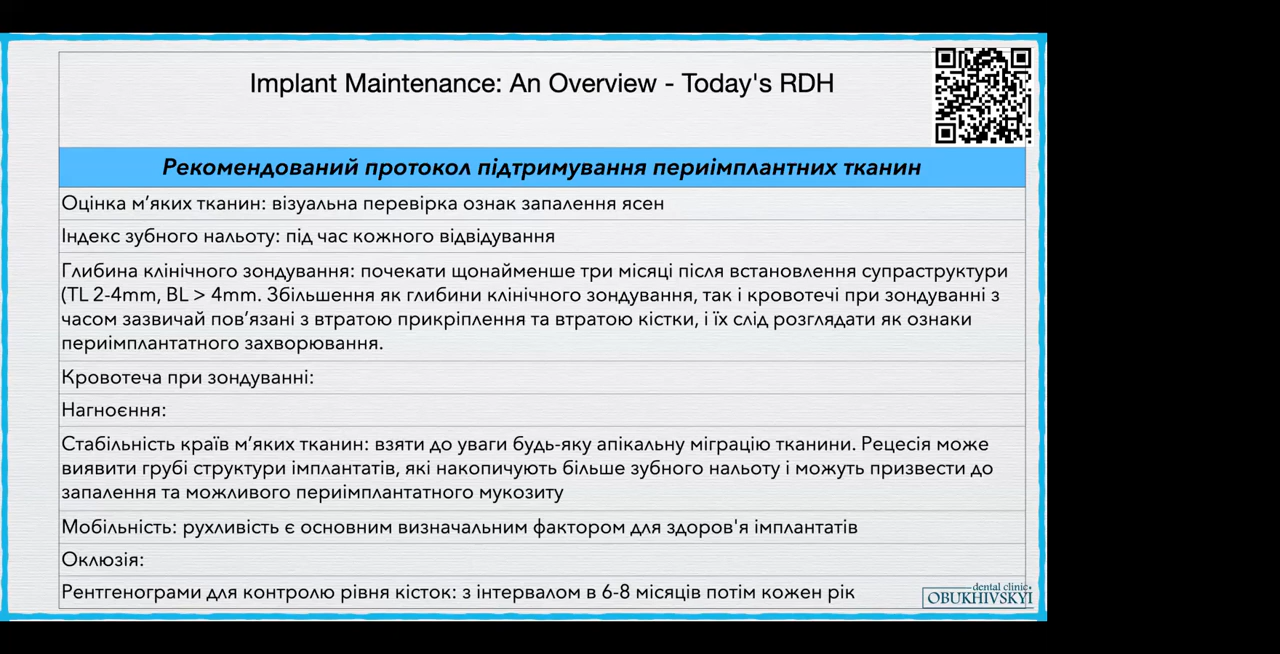 Implant Maintenance: An Overview - Today's RDH
Рекомендований протокол підтримування периімплантних тканин
Оцінка м’яких тканин: візуальна перевірка ознак запалення ясен
Індекс зубного нальоту: під час кожного відвідування
Глибина клінічного зондування: почекати щонайменше три місяці після встановлення супраструктури
(TL 2-4mm, BL > 4mm. Збільшення як глибини клінічного зондування, так і кровотечі при зондуванні з
часом зазвичай пов’язані з втратою прикріплення та втратою кістки, і їх слід розглядати як ознаки
периімплантатного захворювання.
Кровотеча при зондуванні:
Нагноєння:
Стабільність країв м’яких тканин: взяти до уваги будь-яку апікальну міграцію тканини. Рецесія може
виявити грубі структури імплантатів, які накопичують більше зубного нальоту і можуть призвести до
запалення та можливого периімплантатного мукозиту
Мобільність: рухливість є основним визначальним фактором для здоров'я імплантатів
Оклюзія:
Рентгенограми для контролю рівня кісток: з інтервалом в 6-8 місяців потім кожен рік
dental clinic
OBUKHIVSKYI